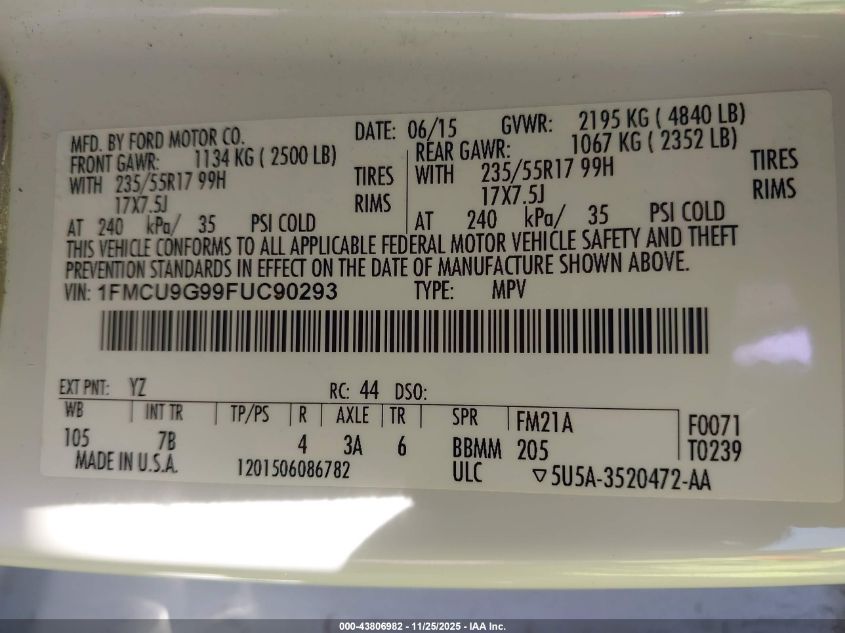 MFD. BY FORD MOTOR CO. DATE: 06/15 GVWR: 2195 KG ( 4840 LB)
FRONT GAWR: 1134 KG ( 2500 LB) REAR GAWR: 1067 KG ( 2352 LB)
WITH 235/55R17 99H TIRES WITH 235/55R17 99H TIRES
17X7.5J RIMS 17X7.5J RIMS
AT 240 kPa/ 35 PSI COLD AT 240 kPa/ 35 PSI COLD
THIS VEHICLE CONFORMS TO ALL APPLICABLE FEDERAL MOTOR VEHICLE SAFETY AND THEFT
PREVENTION STANDARDS IN EFFECT ON THE DATE OF MANUFACTURE SHOWN ABOVE.
VIN: 1FMCU9G99FUC90293 TYPE: MPV
EXT PNT: YZ RC: 44 DSO:
WB INT TR TP/PS R AXLE TR SPR FM21A F0071
105 7B 4 3A 6 BBMM 205 T0239
MADE IN U.S.A. 1201506086782 ULC ▽5U5A-3520472-AA
000-43806982 - 11/25/2025 - IAA Inc.